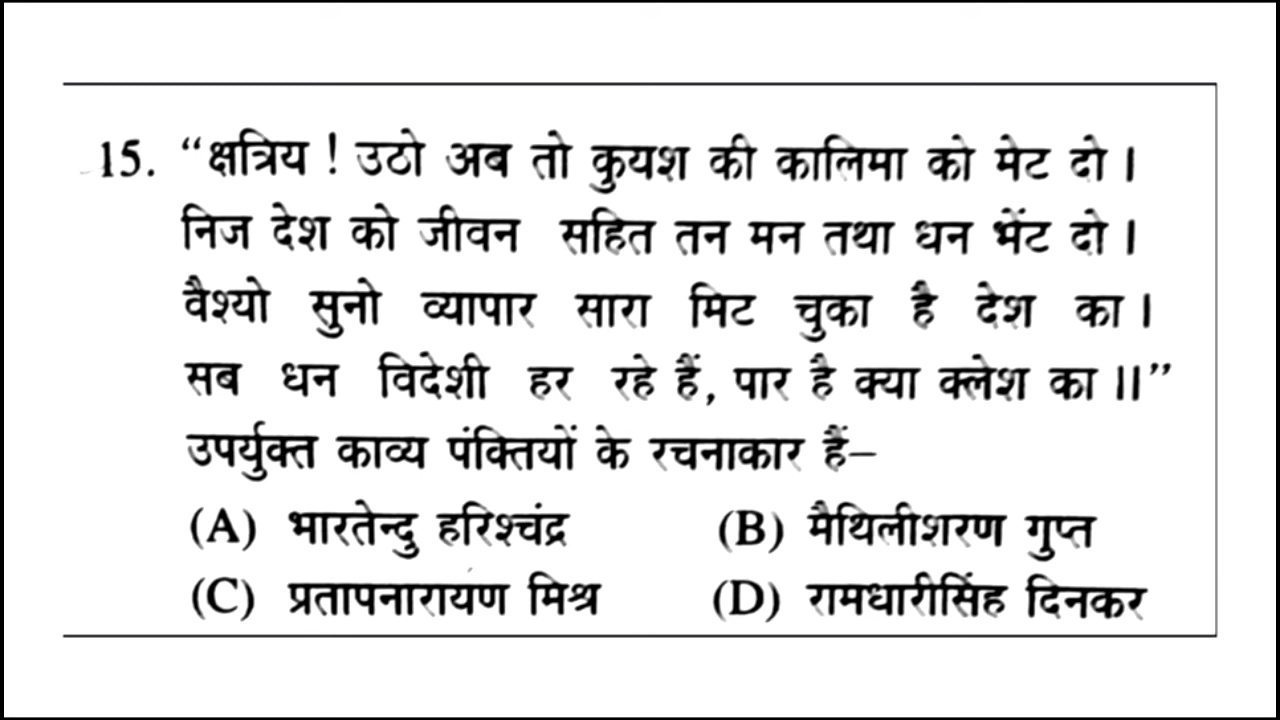 15. “क्षत्रिय ! उठो अब तो कुयश की कालिमा को मेट दो ।
निज देश को जीवन सहित तन मन तथा धन भेंट दो ।
वैश्यो सुनो व्यापार सारा मिट चुका है देश का ।
सब धन विदेशी हर रहे हैं, पार है क्या क्लेश का ॥”
उपर्युक्त काव्य पंक्तियों के रचनाकार हैं–
(A) भारतेन्दु हरिश्चंद्र (B) मैथिलीशरण गुप्त
(C) प्रतापनारायण मिश्र (D) रामधारीसिंह दिनकर